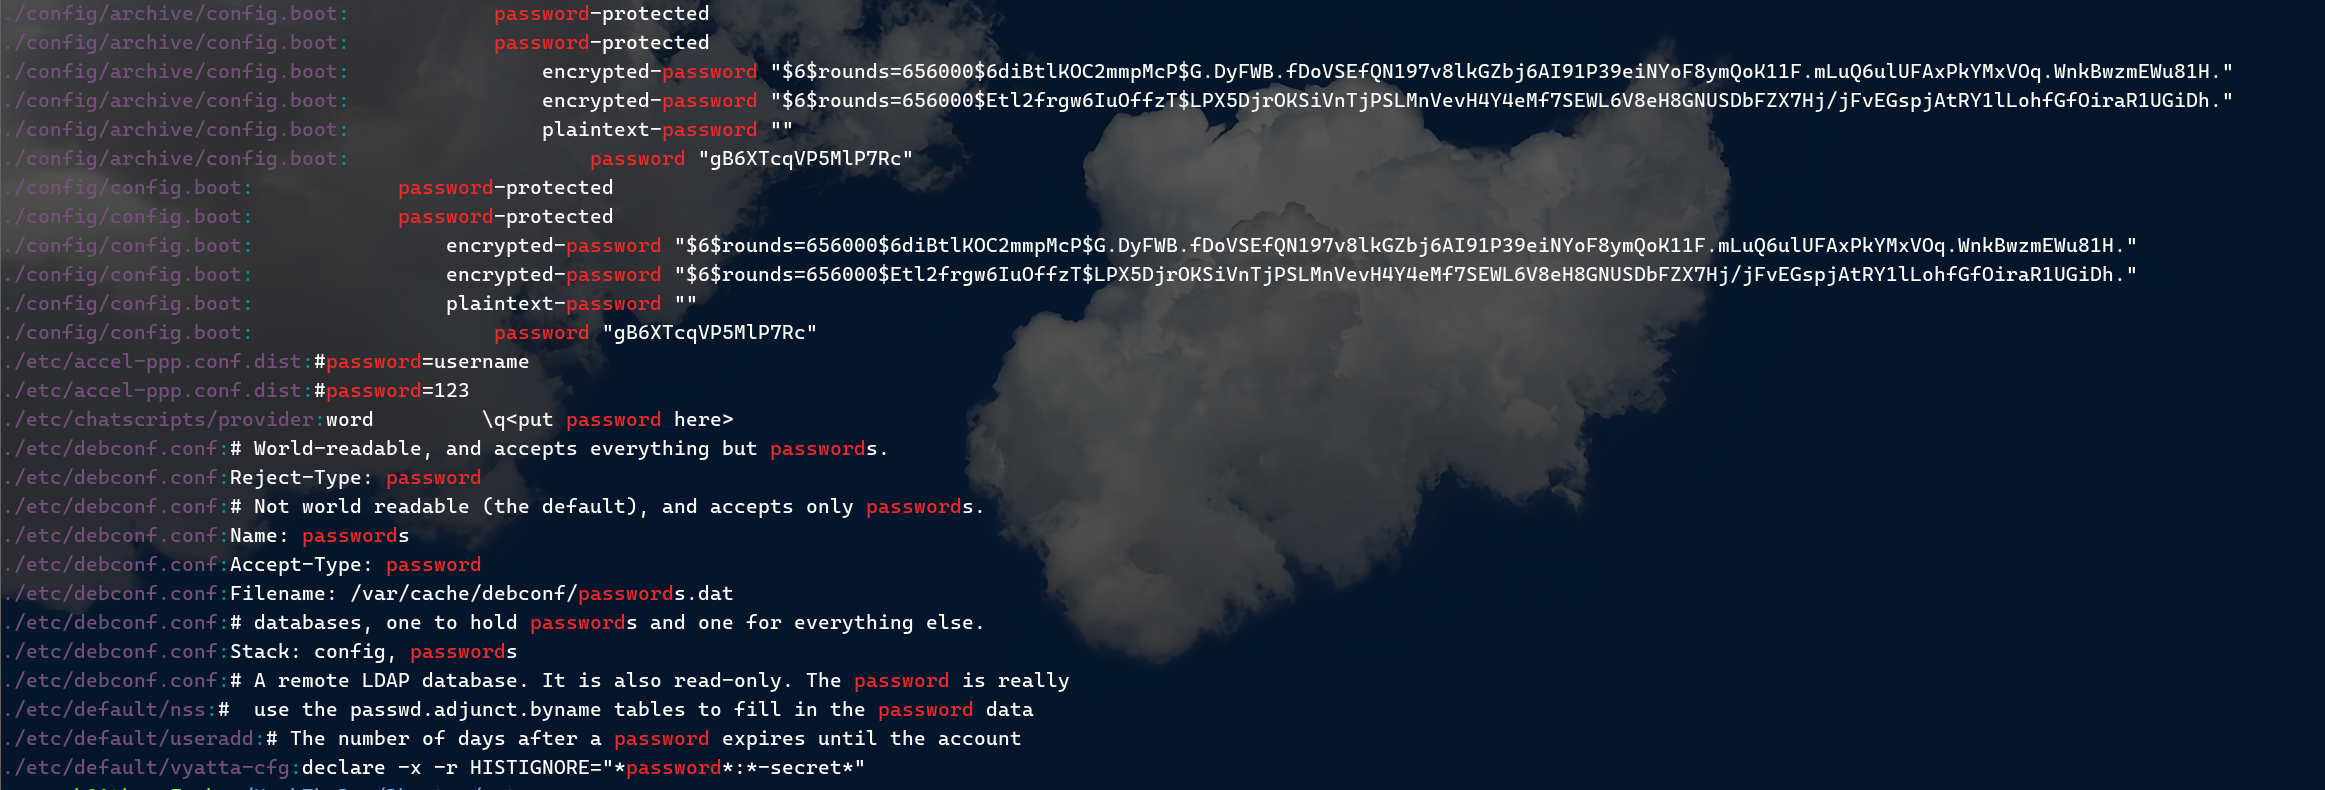 ./config/archive/config.boot:            password-protected
./config/archive/config.boot:            password-protected
./config/archive/config.boot:                encrypted-password "$6$rounds=656000$6diBtlKOC2mmpMcP$G.DyFWB.fDoVSEfQN197v8lkGZbj6AI91P39eiNYoF8ymQoK11F.mLuQ6ulUFAxPkYMxVOq.WnkBwzmEWu81H."
./config/archive/config.boot:                encrypted-password "$6$rounds=656000$Etl2frgw6IuOffzT$LPX5DjrOKSiVnTjPSLMnVevH4Y4eMf7SEWL6V8eH8GNUSDbFZX7Hj/jFvEGspjAtRY1lLohfGfOiraR1UGiDh."
./config/archive/config.boot:                plaintext-password ""
./config/archive/config.boot:                    password "gB6XTcqVP5MlP7Rc"
./config/config.boot:            password-protected
./config/config.boot:            password-protected
./config/config.boot:                encrypted-password "$6$rounds=656000$6diBtlKOC2mmpMcP$G.DyFWB.fDoVSEfQN197v8lkGZbj6AI91P39eiNYoF8ymQoK11F.mLuQ6ulUFAxPkYMxVOq.WnkBwzmEWu81H."
./config/config.boot:                encrypted-password "$6$rounds=656000$Etl2frgw6IuOffzT$LPX5DjrOKSiVnTjPSLMnVevH4Y4eMf7SEWL6V8eH8GNUSDbFZX7Hj/jFvEGspjAtRY1lLohfGfOiraR1UGiDh."
./config/config.boot:                plaintext-password ""
./config/config.boot:                    password "gB6XTcqVP5MlP7Rc"
./etc/accel-ppp.conf.dist:#password=username
./etc/accel-ppp.conf.dist:#password=123
./etc/chatscripts/provider:word         \q<put password here>
./etc/debconf.conf:# World-readable, and accepts everything but passwords.
./etc/debconf.conf:Reject-Type: password
./etc/debconf.conf:# Not world readable (the default), and accepts only passwords.
./etc/debconf.conf:Name: passwords
./etc/debconf.conf:Accept-Type: password
./etc/debconf.conf:Filename: /var/cache/debconf/passwords.dat
./etc/debconf.conf:# databases, one to hold passwords and one for everything else.
./etc/debconf.conf:Stack: config, passwords
./etc/debconf.conf:# A remote LDAP database. It is also read-only. The password is really
./etc/default/nss:#  use the passwd.adjunct.byname tables to fill in the password data
./etc/default/useradd:# The number of days after a password expires until the account
./etc/default/vyatta-cfg:declare -x -r HISTIGNORE="*password*:*-secret*"